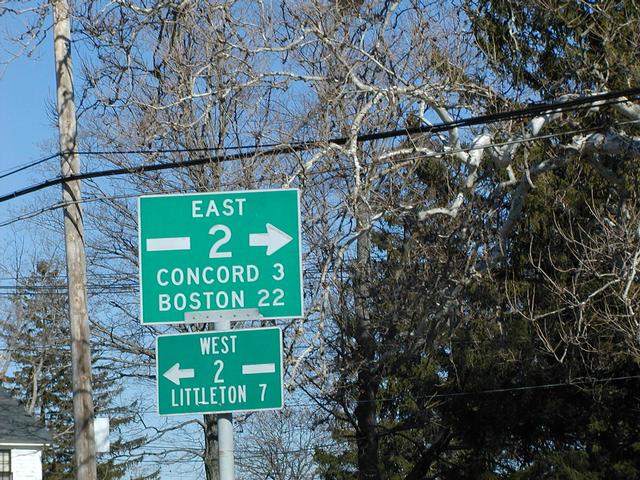 EAST
2
CONCORD 3
BOSTON 22
WEST
2
LITTLETON 7